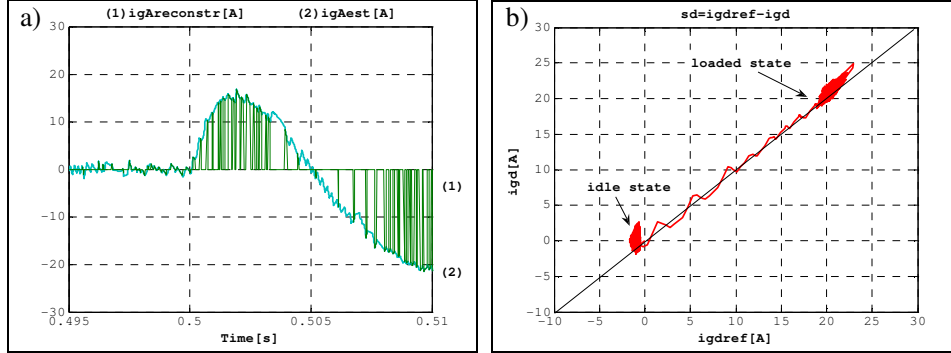 a)
(1)igAreconstr[A] (2)igAest[A]
30
20
10
0
-10
-20
-30
(1)
(2)
0.495 0.5 0.505 0.51
Time[s]
b)
sd=igdref-igd
30
25
20
15
10
5
0
-5
-10
igd[A]
loaded state
idle state
-10 -5 0 5 10 15 20 25 30
igdref[A]